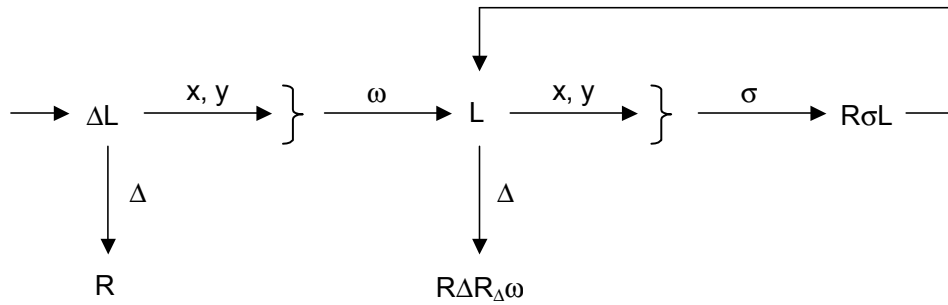 x, y ω x, y σ
ΔL } L } RσL
Δ Δ
R RΔR_Δω